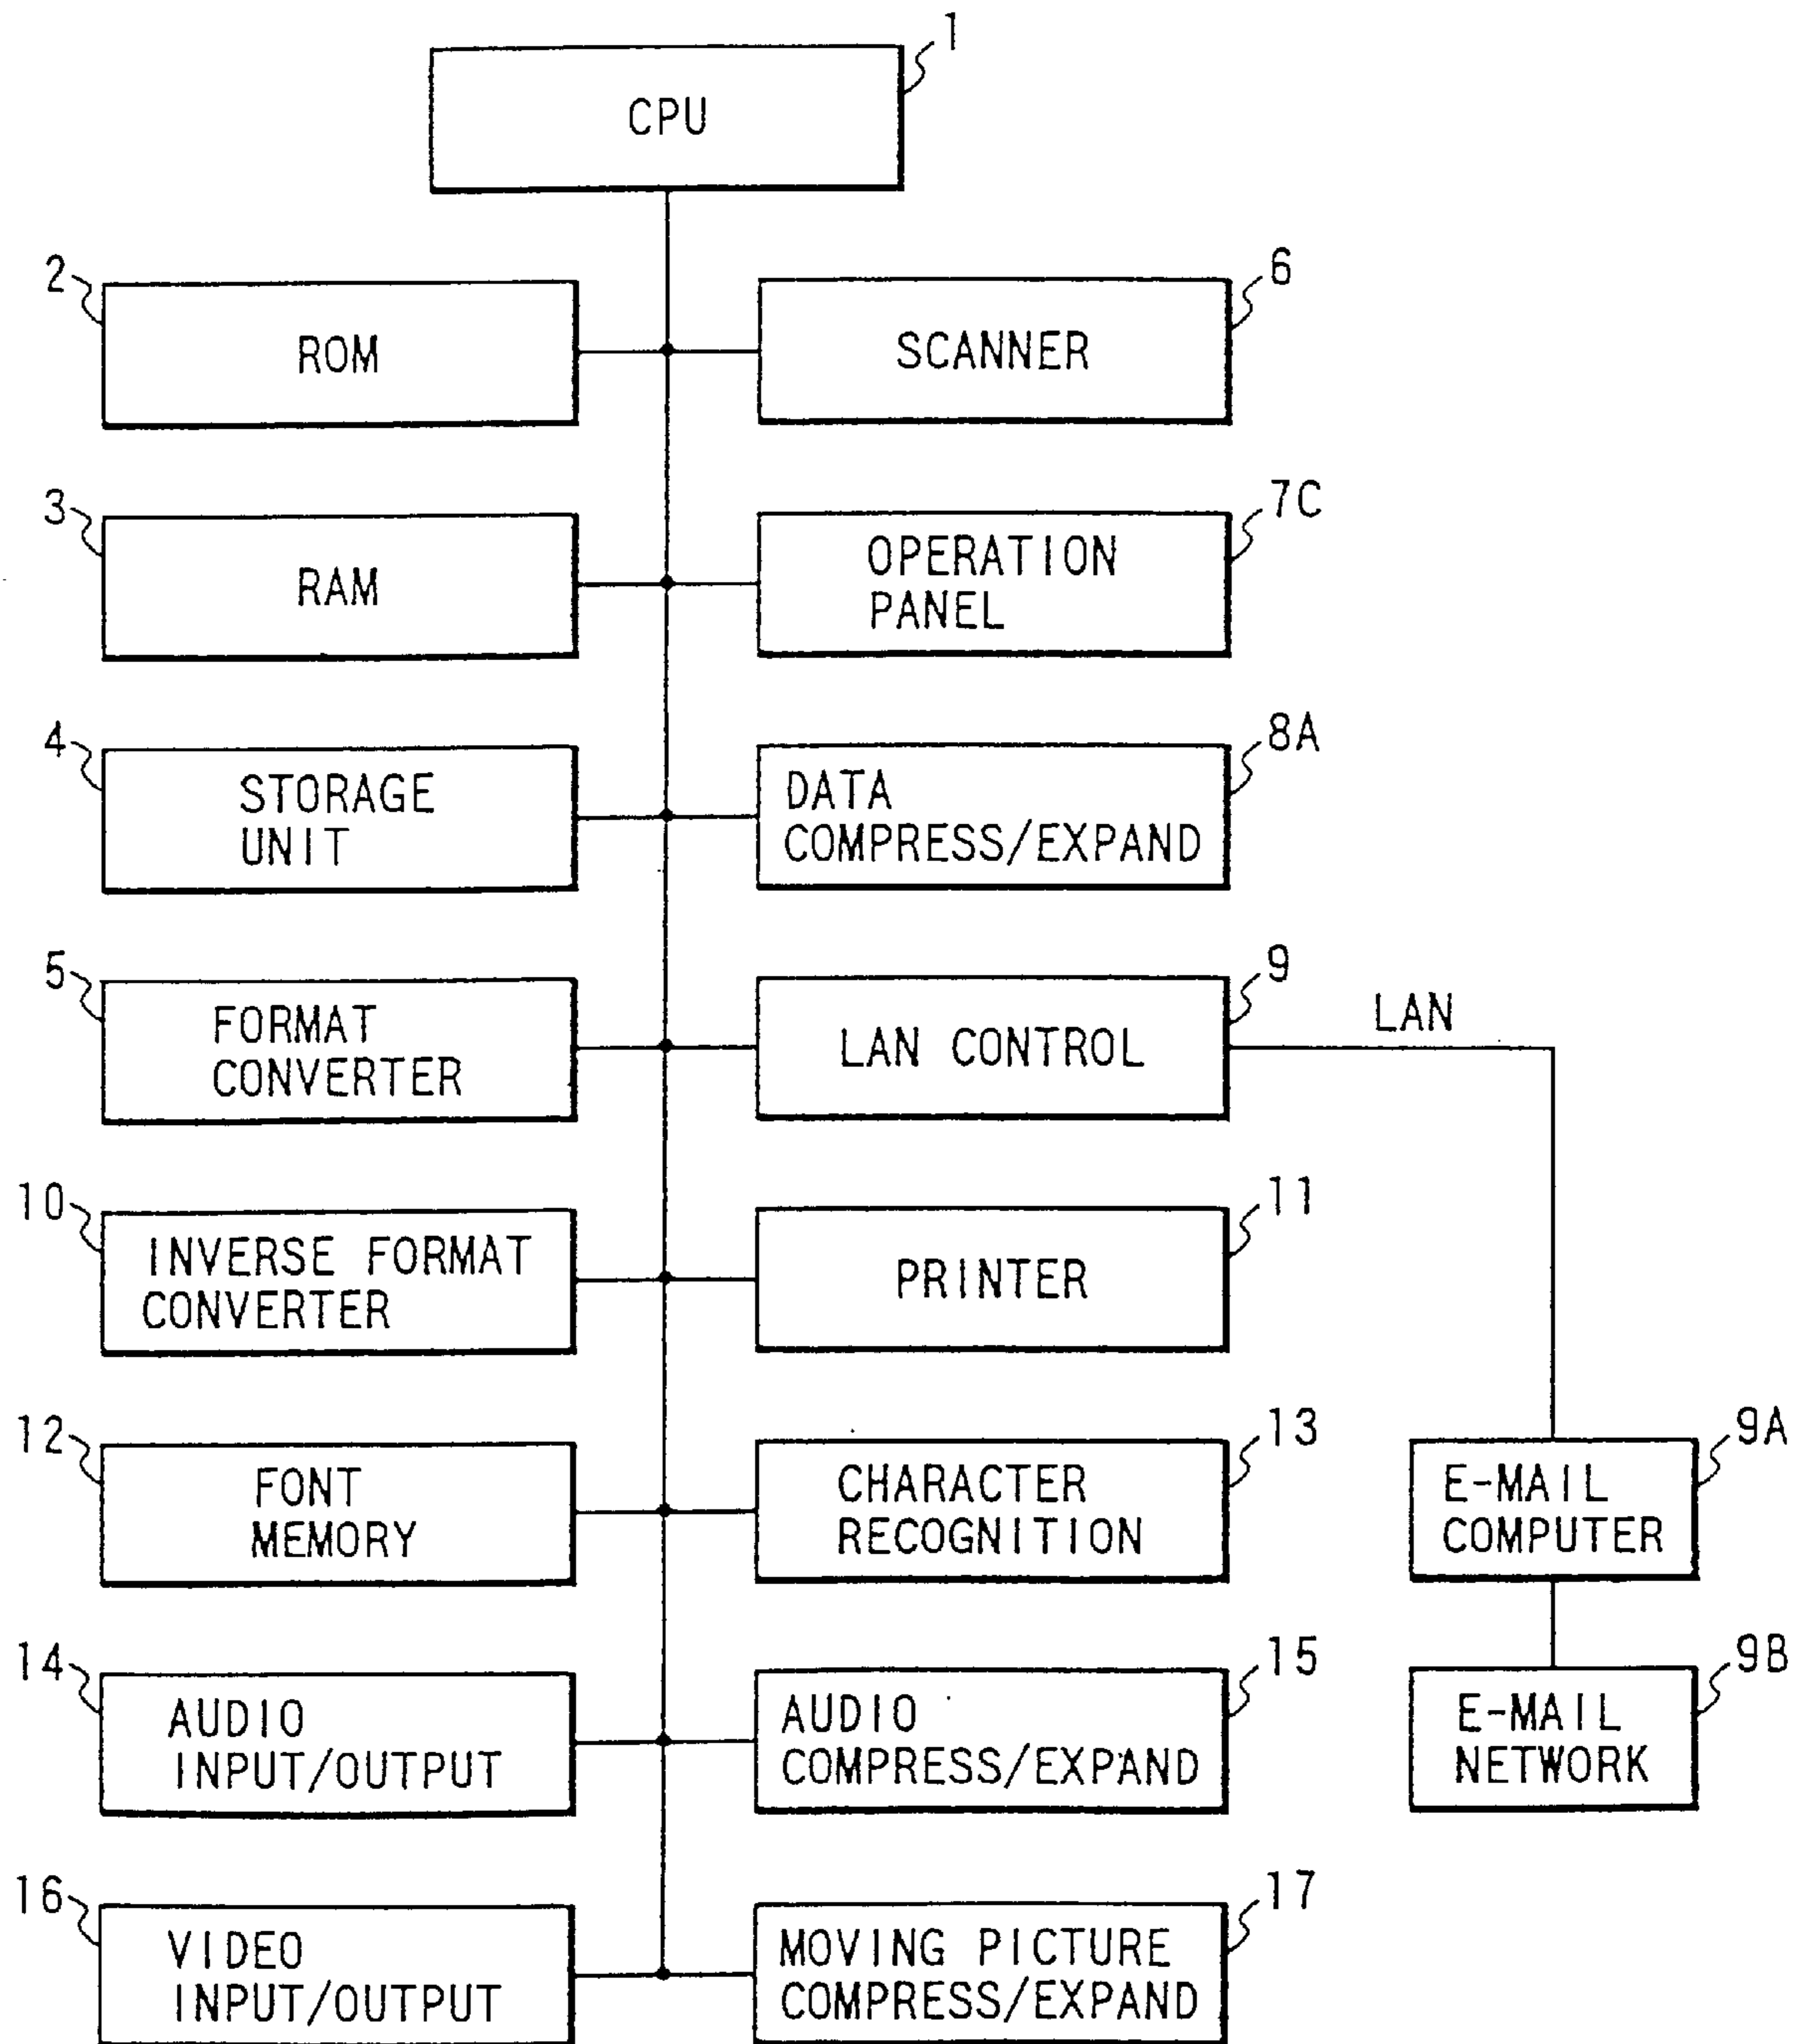 1
CPU
2
ROM
6
SCANNER
3
RAM
7C
OPERATION
PANEL
4
STORAGE
UNIT
8A
DATA
COMPRESS/EXPAND
5
FORMAT
CONVERTER
9
LAN CONTROL
LAN
10
INVERSE FORMAT
CONVERTER
11
PRINTER
12
FONT
MEMORY
13
CHARACTER
RECOGNITION
9A
E-MAIL
COMPUTER
14
AUDIO
INPUT/OUTPUT
15
AUDIO
COMPRESS/EXPAND
9B
E-MAIL
NETWORK
16
VIDEO
INPUT/OUTPUT
17
MOVING PICTURE
COMPRESS/EXPAND